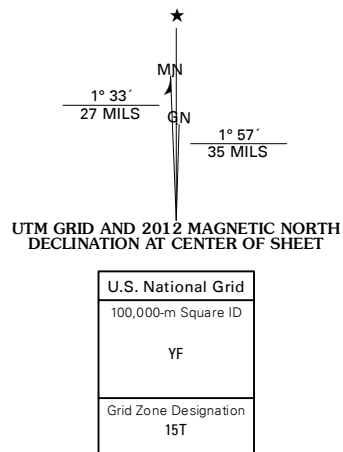 ★
MN
1° 33´
27 MILS
GN
1° 57´
35 MILS
UTM GRID AND 2012 MAGNETIC NORTH
DECLINATION AT CENTER OF SHEET
U.S. National Grid
100,000-m Square ID
YF
Grid Zone Designation
15T